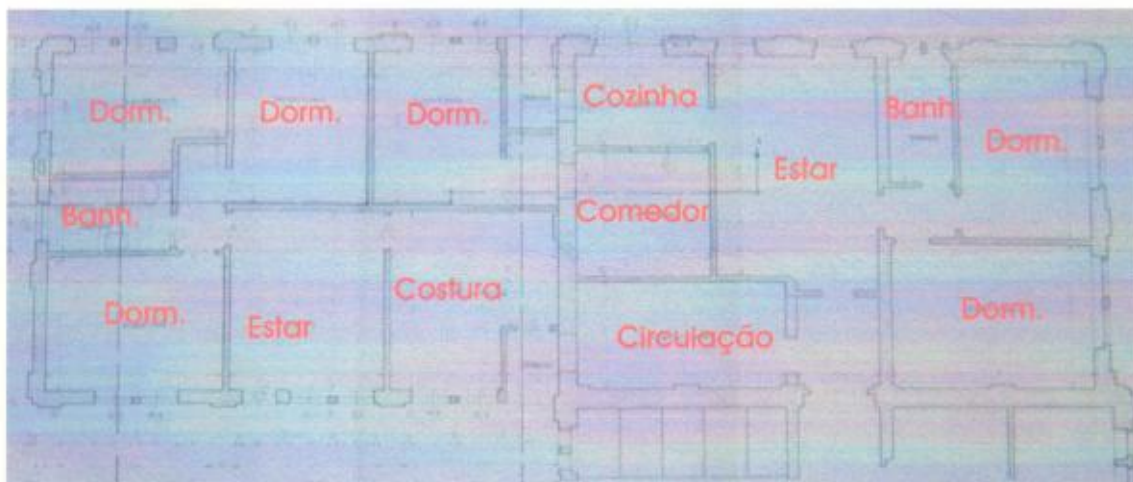 Dorm.
Dorm.
Dorm.
Cozinha
Banh.
Dorm.
Estar
Banh.
Comedor
Dorm.
Estar
Costura
Circulação
Dorm.